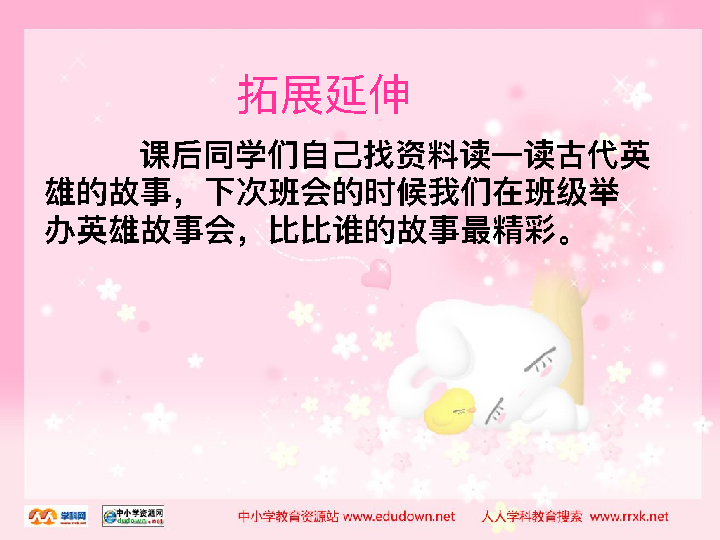 拓展延伸
课后同学们自己找资料读—读古代英
雄的故事，下次班会的时候我们在班级举
办英雄故事会，比比谁的故事最精彩。
学科网
中小学资源网
edudown.net
中小学教育资源站 www.edudown.net 人人学科教育搜索 www.rrxk.net